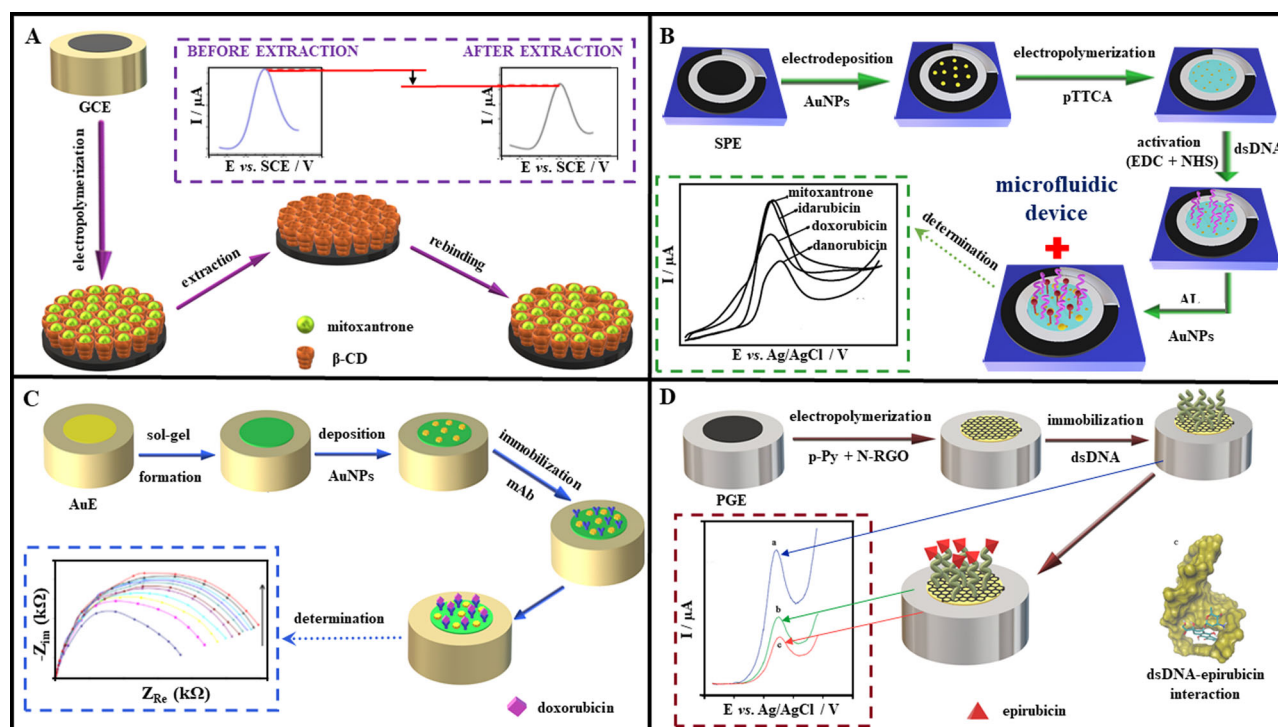 A
GCE
electropolymerization
BEFORE EXTRACTION
AFTER EXTRACTION
I / µA
E vs. SCE / V
I / µA
E vs. SCE / V
extraction
rebinding
mitoxantrone
β-CD
B
SPE
electrodeposition
AuNPs
electropolymerization
pTTCA
activation
(EDC + NHS)
dsDNA
microfluidic
device
AL
AuNPs
determination
mitoxantrone
idarubicin
doxorubicin
danorubicin
I / µA
E vs. Ag/AgCl / V
C
AuE
sol-gel
formation
deposition
AuNPs
immobilization
mAb
determination
-Zim (kΩ)
ZRe (kΩ)
doxorubicin
D
PGE
electropolymerization
p-Py + N-RGO
immobilization
dsDNA
a
b
c
I / µA
E vs. Ag/AgCl / V
epirubicin
c
dsDNA-epirubicin
interaction